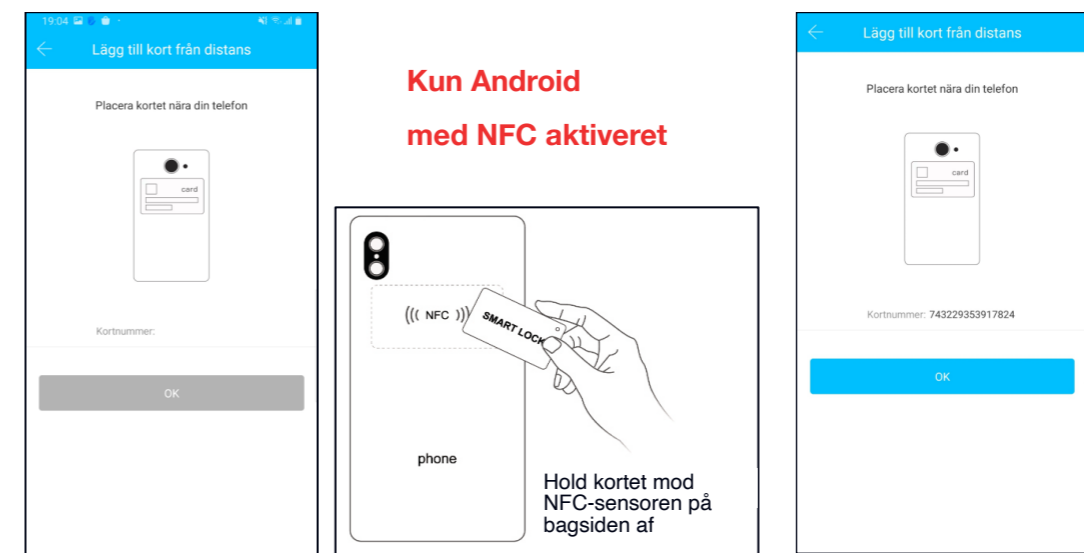 19:04
Lägg till kort från distans
Placera kortet nära din telefon
card
Kortnummer:
OK
Kun Android
med NFC aktiveret
((( NFC )))
SMART LOCK
phone
Hold kortet mod
NFC-sensoren på
bagsiden af
Lägg till kort från distans
Placera kortet nära din telefon
card
Kortnummer: 743229353917824
OK